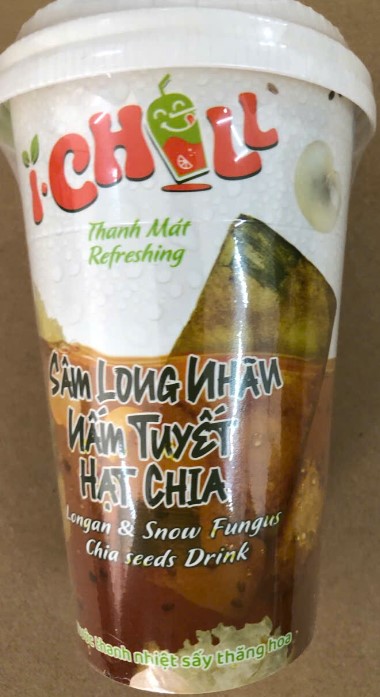 i·CHiLL
Thanh Mát
Refreshing
SÂM LONG NHÃN
NẤM TUYẾT
HẠT CHIA
Longan & Snow Fungus
Chia seeds Drink
thanh nhiệt sấy thăng hoa